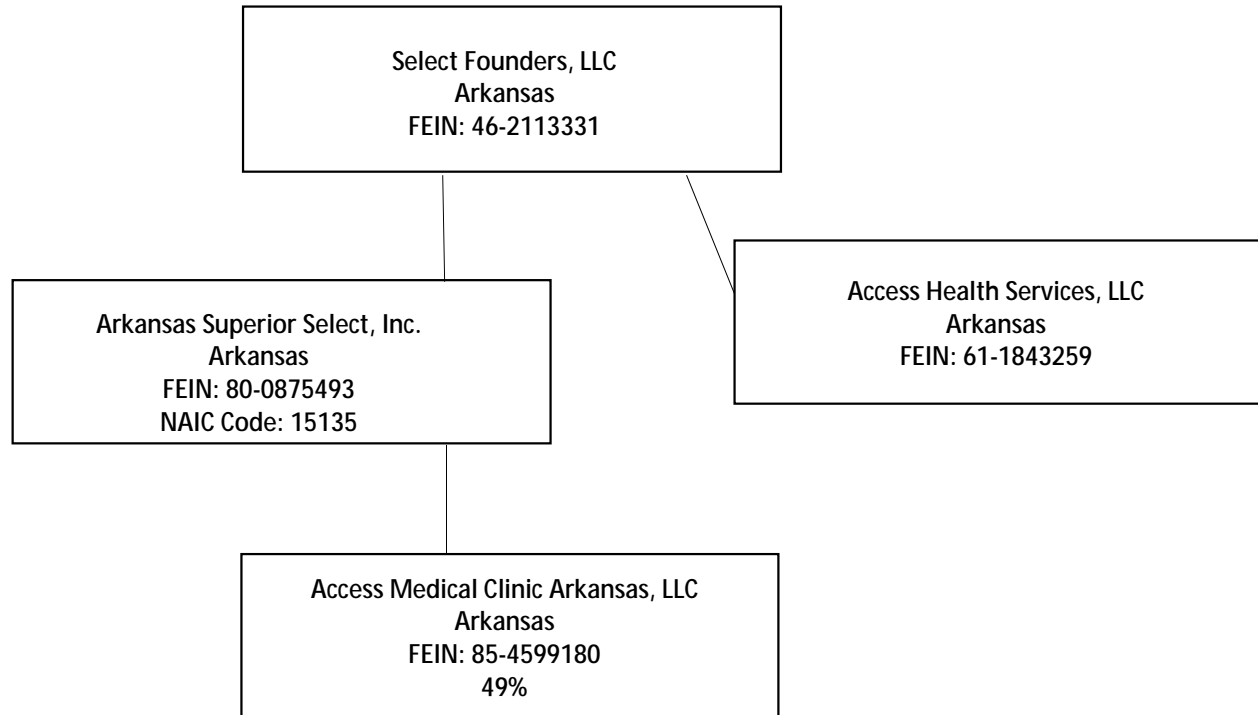 Select Founders, LLC
Arkansas
FEIN: 46-2113331
Arkansas Superior Select, Inc.
Arkansas
FEIN: 80-0875493
NAIC Code: 15135
Access Health Services, LLC
Arkansas
FEIN: 61-1843259
Access Medical Clinic Arkansas, LLC
Arkansas
FEIN: 85-4599180
49%